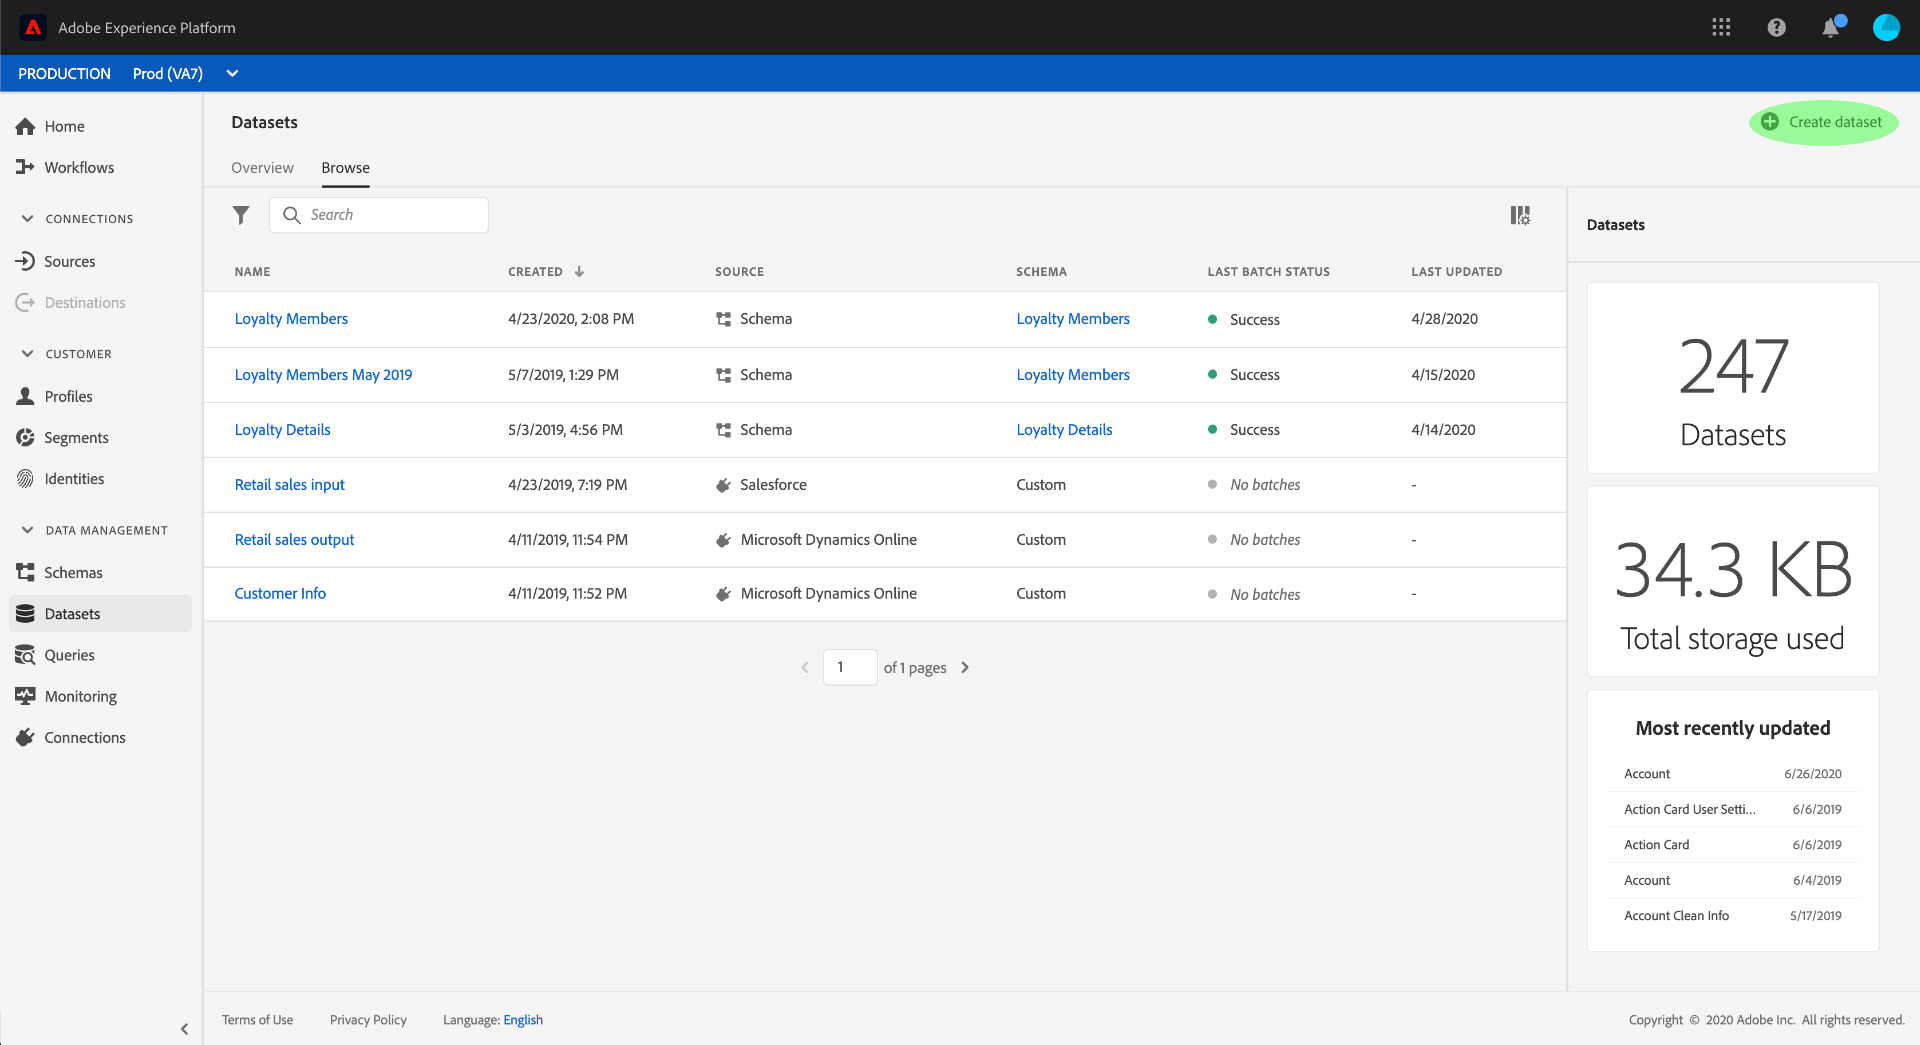 Adobe Experience Platform
PRODUCTION Prod (VA7)
Home
Workflows
CONNECTIONS
Sources
Destinations
CUSTOMER
Profiles
Segments
Identities
DATA MANAGEMENT
Schemas
Datasets
Queries
Monitoring
Connections
Datasets
Create dataset
Overview Browse
Search
NAME CREATED SOURCE SCHEMA LAST BATCH STATUS LAST UPDATED
Loyalty Members 4/23/2020, 2:08 PM Schema Loyalty Members Success 4/28/2020
Loyalty Members May 2019 5/7/2019, 1:29 PM Schema Loyalty Members Success 4/15/2020
Loyalty Details 5/3/2019, 4:56 PM Schema Loyalty Details Success 4/14/2020
Retail sales input 4/23/2019, 7:19 PM Salesforce Custom No batches -
Retail sales output 4/11/2019, 11:54 PM Microsoft Dynamics Online Custom No batches -
Customer Info 4/11/2019, 11:52 PM Microsoft Dynamics Online Custom No batches -
1 of 1 pages
Datasets
247
Datasets
34.3 KB
Total storage used
Most recently updated
Account 6/26/2020
Action Card User Setti... 6/6/2019
Action Card 6/6/2019
Account 6/4/2019
Account Clean Info 5/17/2019
Terms of Use Privacy Policy Language: English Copyright © 2020 Adobe Inc. All rights reserved.